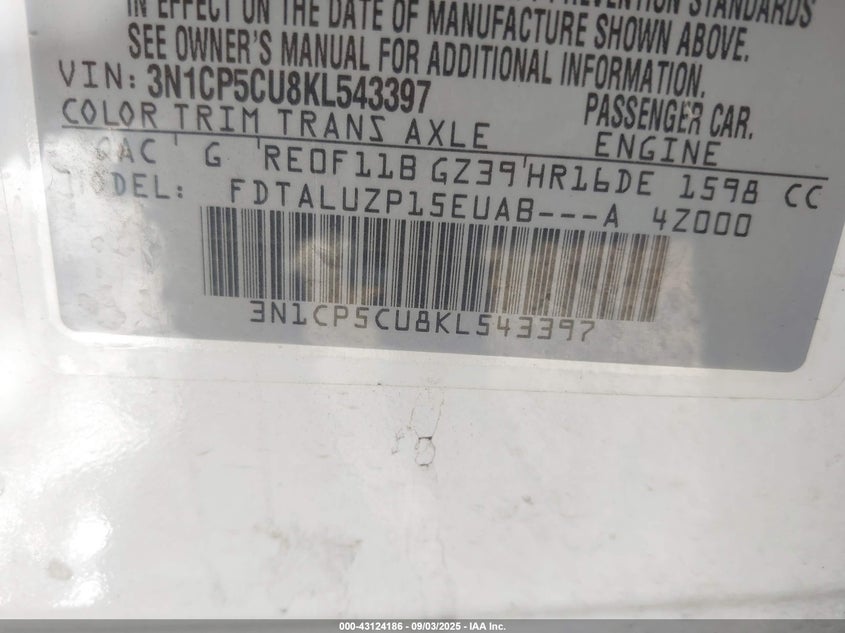 IN EFFECT ON THE DATE OF MANUFACTURE SHOWN ABOVE.
SEE OWNER'S MANUAL FOR ADDITIONAL INFORMATION.
VIN: 3N1CP5CU8KL543397 PASSENGER CAR.
COLOR TRIM TRANS AXLE ENGINE
GAC G RE0F11B GZ39 HR16DE 1598 CC
MODEL: FDTALUZP15EUAB---A 4Z000
3N1CP5CU8KL543397
000-43124186 - 09/03/2025 - IAA Inc.